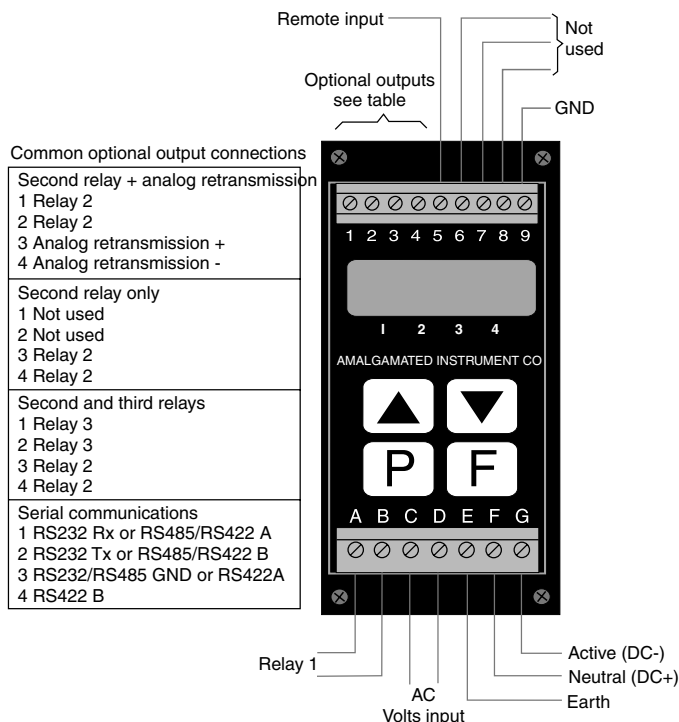 Remote input
Not
used
Optional outputs
see table
GND
Common optional output connections
Second relay + analog retransmission
1 Relay 2
2 Relay 2
3 Analog retransmission +
4 Analog retransmission -
Second relay only
1 Not used
2 Not used
3 Relay 2
4 Relay 2
Second and third relays
1 Relay 3
2 Relay 3
3 Relay 2
4 Relay 2
Serial communications
1 RS232 Rx or RS485/RS422 A
2 RS232 Tx or RS485/RS422 B
3 RS232/RS485 GND or RS422A
4 RS422 B
1 2 3 4 5 6 7 8 9
I 2 3 4
AMALGAMATED INSTRUMENT CO
P F
A B C D E F G
Relay 1
AC
Volts input
Active (DC-)
Neutral (DC+)
Earth